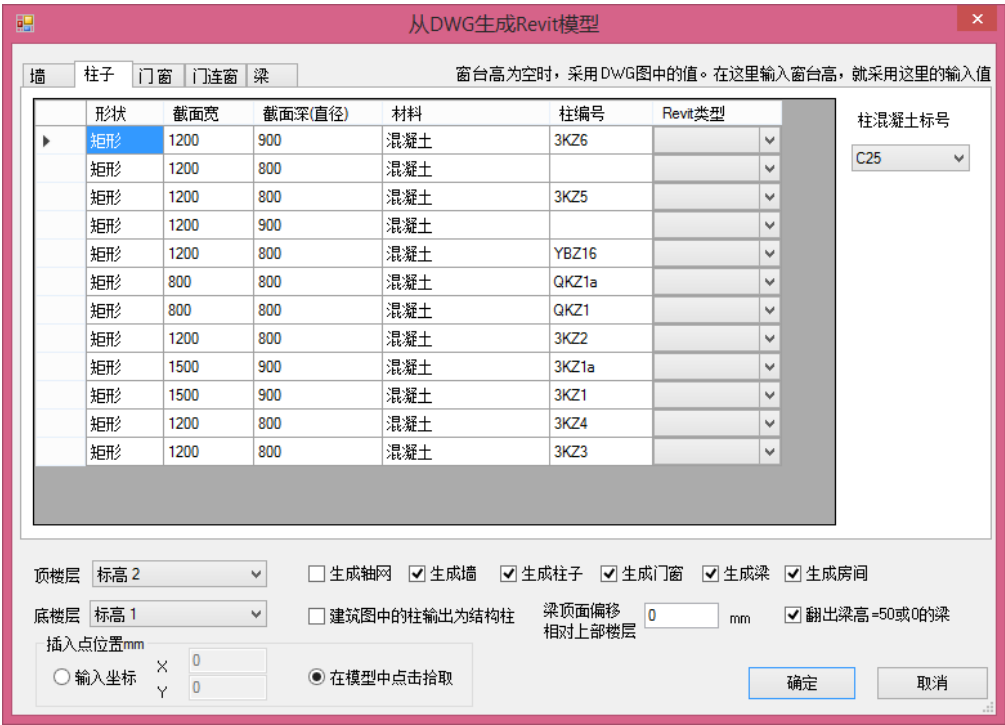 从DWG生成Revit模型
墙 柱子 门窗 门连窗 梁 窗台高为空时，采用DWG图中的值。在这里输入窗台高，就采用这里的输入值
形状 截面宽 截面深(直径) 材料 柱编号 Revit类型
矩形 1200 900 混凝土 3KZ6
矩形 1200 800 混凝土
矩形 1200 800 混凝土 3KZ5
矩形 1200 900 混凝土
矩形 1200 800 混凝土 YBZ16
矩形 800 800 混凝土 QKZ1a
矩形 800 800 混凝土 QKZ1
矩形 1200 800 混凝土 3KZ2
矩形 1500 900 混凝土 3KZ1a
矩形 1500 900 混凝土 3KZ1
矩形 1200 800 混凝土 3KZ4
矩形 1200 800 混凝土 3KZ3
柱混凝土标号
C25
顶楼层 标高 2 生成轴网 生成墙 生成柱子 生成门窗 生成梁 生成房间
底楼层 标高 1 建筑图中的柱输出为结构柱 梁顶面偏移 0 mm 翻出梁高=50或0的梁
相对上部楼层
插入点位置mm
输入坐标 X 0 在模型中点击拾取
Y 0
确定 取消